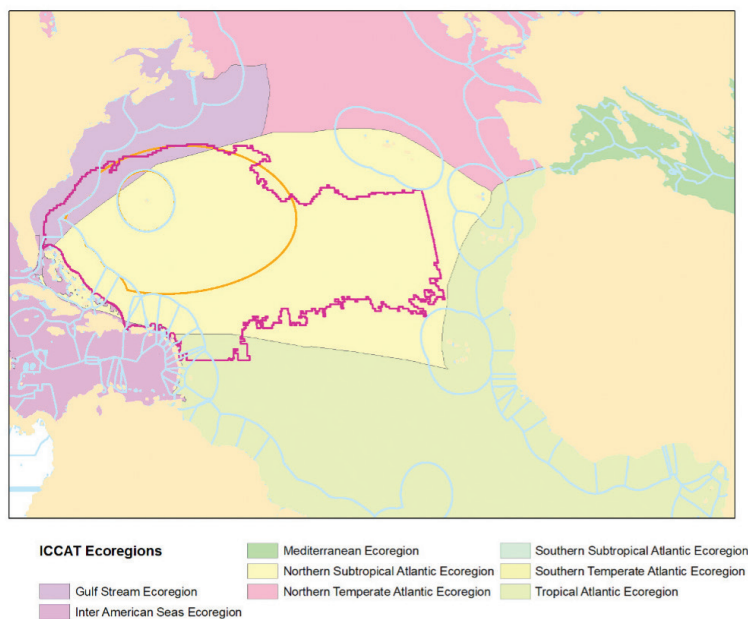 ICCAT Ecoregions
Gulf Stream Ecoregion
Inter American Seas Ecoregion
Mediterranean Ecoregion
Northern Subtropical Atlantic Ecoregion
Northern Temperate Atlantic Ecoregion
Southern Subtropical Atlantic Ecoregion
Southern Temperate Atlantic Ecoregion
Tropical Atlantic Ecoregion